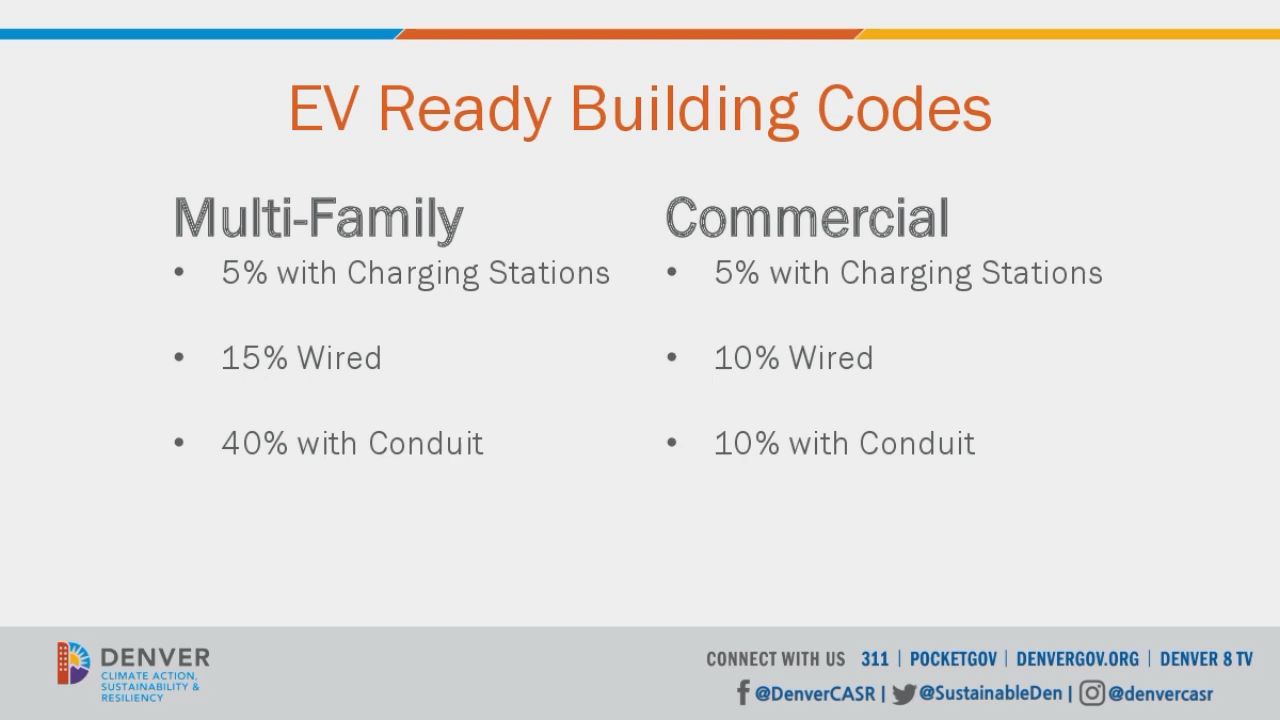 EV Ready Building Codes
Multi-Family
• 5% with Charging Stations
• 15% Wired
• 40% with Conduit
Commercial
• 5% with Charging Stations
• 10% Wired
• 10% with Conduit
DENVER
CLIMATE ACTION,
SUSTAINABILITY &
RESILIENCY
CONNECT WITH US 311 | POCKETGOV | DENVERGOV.ORG | DENVER 8 TV
@DenverCASR | @SustainableDen | @denvercasr